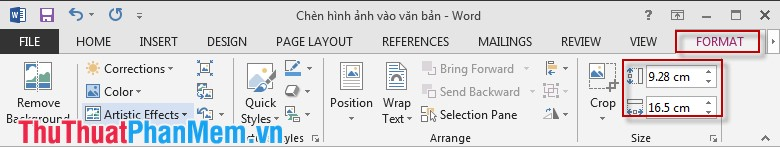 Chèn hình ảnh vào văn bản - Word
FILE HOME INSERT DESIGN PAGE LAYOUT REFERENCES MAILINGS REVIEW VIEW FORMAT
Remove Background
Corrections
Color
Artistic Effects
Quick Styles
Position
Wrap Text
Bring Forward
Send Backward
Selection Pane
Crop
9.28 cm
16.5 cm
ThuThuatPhanMem.vn
Arrange
Size